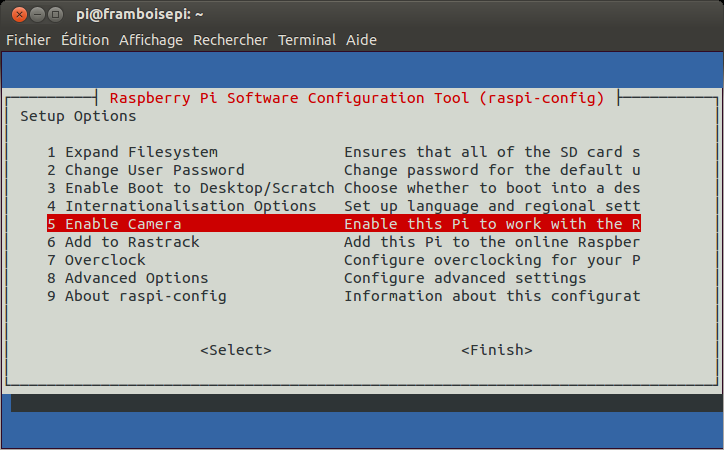 pi@framboisepi: ~
Fichier Édition Affichage Rechercher Terminal Aide
Raspberry Pi Software Configuration Tool (raspi-config)
Setup Options
1 Expand Filesystem Ensures that all of the SD card s
2 Change User Password Change password for the default u
3 Enable Boot to Desktop/Scratch Choose whether to boot into a des
4 Internationalisation Options Set up language and regional sett
5 Enable Camera Enable this Pi to work with the R
6 Add to Rastrack Add this Pi to the online Raspber
7 Overclock Configure overclocking for your P
8 Advanced Options Configure advanced settings
9 About raspi-config Information about this configurat
<Select> <Finish>